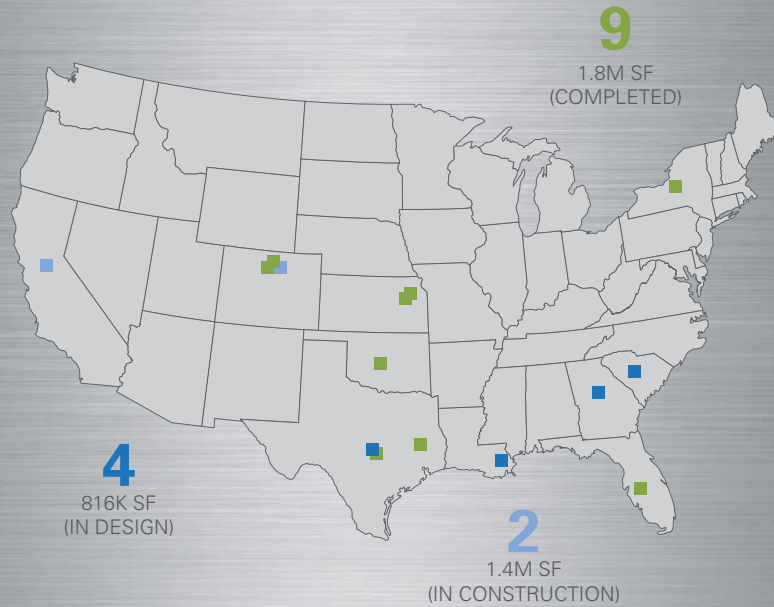 9
1.8M SF
(COMPLETED)
4
816K SF
(IN DESIGN)
2
1.4M SF
(IN CONSTRUCTION)